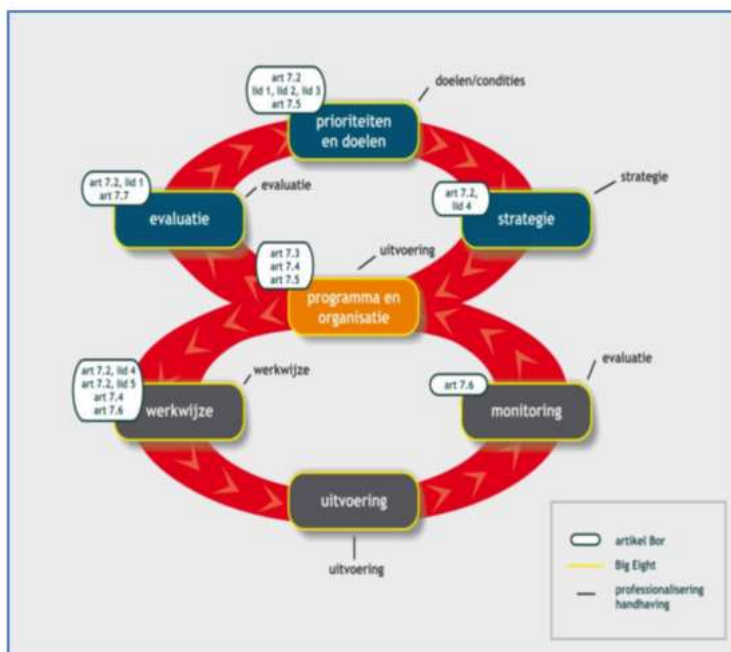 art 7.2
lid 1, lid 2, lid 3
art 7.5
doelen/condities
prioriteiten
en doelen
art 7.2, lid 1
art 7.7
evaluatie
evaluatie
art 7.2,
lid 4
strategie
strategie
art 7.3
art 7.4
art 7.5
uitvoering
programma en
organisatie
art 7.2, lid 4
art 7.2, lid 5
art 7.4
art 7.6
werkwijze
werkwijze
art 7.6
evaluatie
monitoring
uitvoering
uitvoering
artikel Bor
Big Eight
professionalisering
handhaving